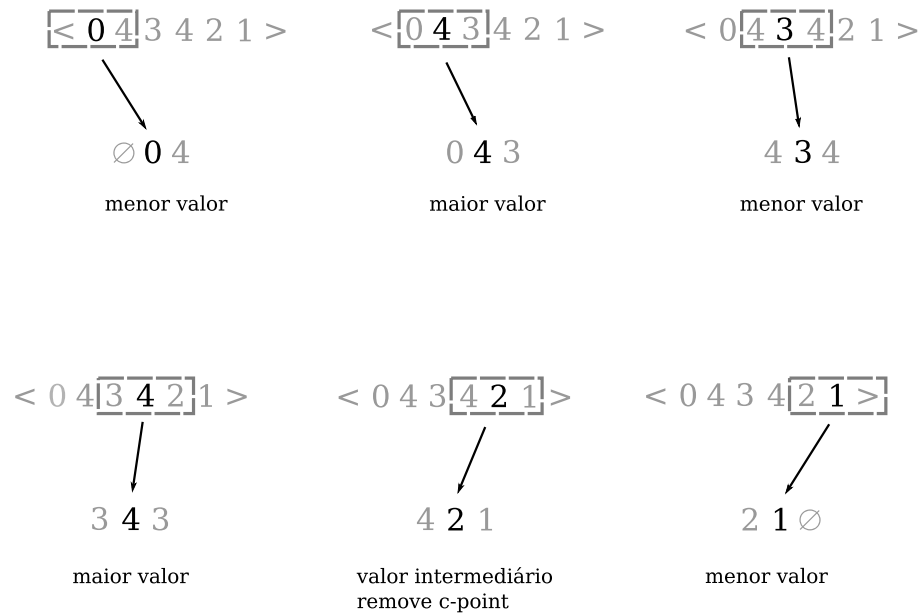 < 0 4 3 4 2 1 > < 0 4 3 4 2 1 > < 0 4 3 4 2 1 >
∅ 0 4 0 4 3 4 3 4
menor valor maior valor menor valor
< 0 4 3 4 2 1 > < 0 4 3 4 2 1 > < 0 4 3 4 2 1 >
3 4 3 4 2 1 2 1 ∅
maior valor valor intermediário menor valor
remove c-point